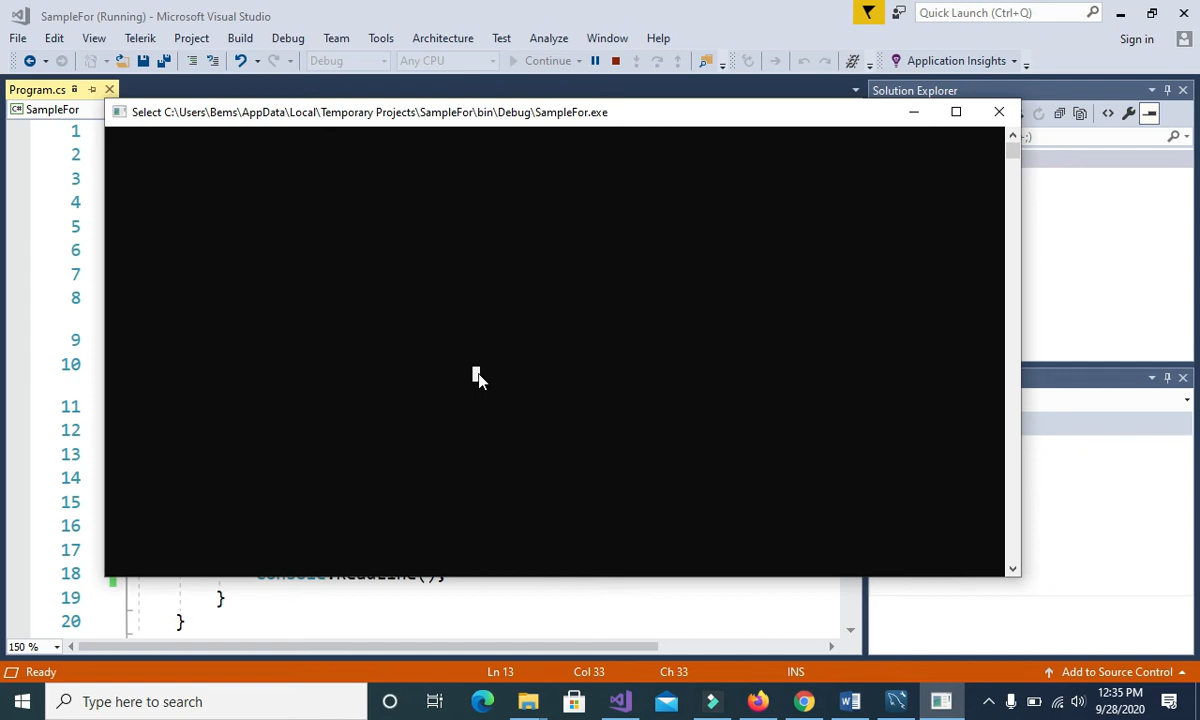 SampleFor (Running) - Microsoft Visual Studio
Quick Launch (Ctrl+Q)
File Edit View Telerik Project Build Debug Team Tools Architecture Test Analyze Window Help
Sign in
Debug Any CPU Continue Application Insights
Program.cs
Solution Explorer
SampleFor
Select C:\Users\Bems\AppData\Local\Temporary Projects\SampleFor\bin\Debug\SampleFor.exe
1
2
3
4
5
6
7
8
9
10
11
12
13
14
15
16
17
18 Console.ReadLine();
19 }
20 }
150 %
Ready Ln 13 Col 33 Ch 33 INS Add to Source Control
Type here to search
12:35 PM
9/28/2020